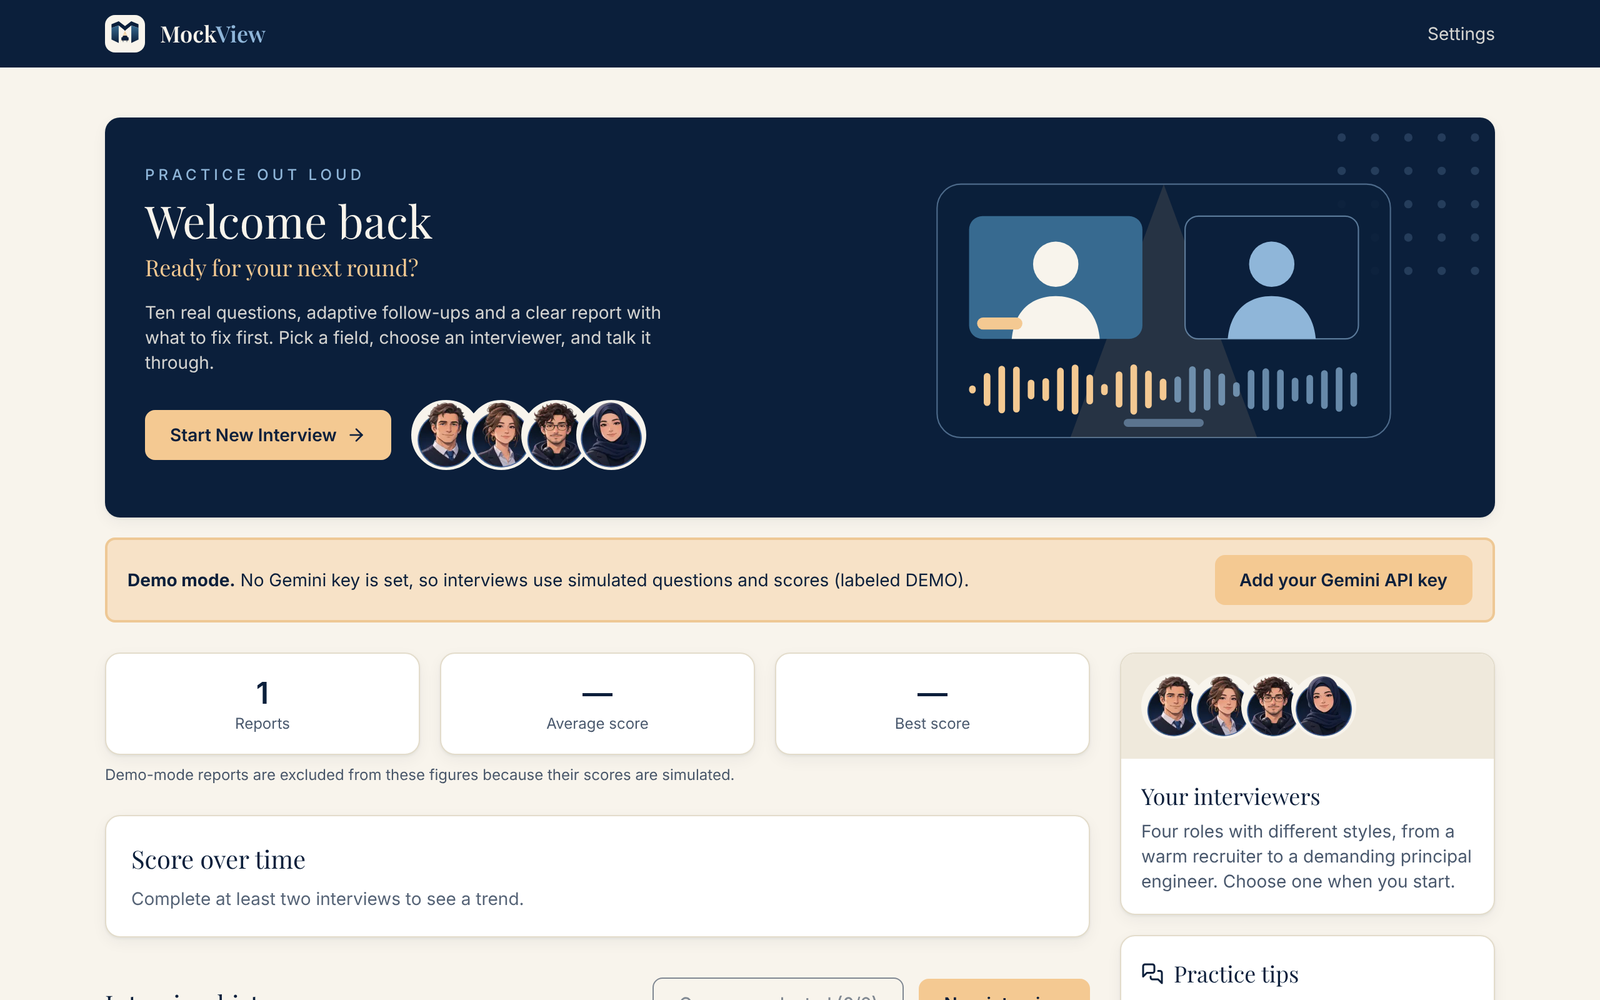 MockView
Settings
PRACTICE OUT LOUD
Welcome back
Ready for your next round?
Ten real questions, adaptive follow-ups and a clear report with
what to fix first. Pick a field, choose an interviewer, and talk it
through.
Start New Interview →
Demo mode. No Gemini key is set, so interviews use simulated questions and scores (labeled DEMO).
Add your Gemini API key
1
Reports
—
Average score
—
Best score
Demo-mode reports are excluded from these figures because their scores are simulated.
Score over time
Complete at least two interviews to see a trend.
Your interviewers
Four roles with different styles, from a
warm recruiter to a demanding principal
engineer. Choose one when you start.
Practice tips